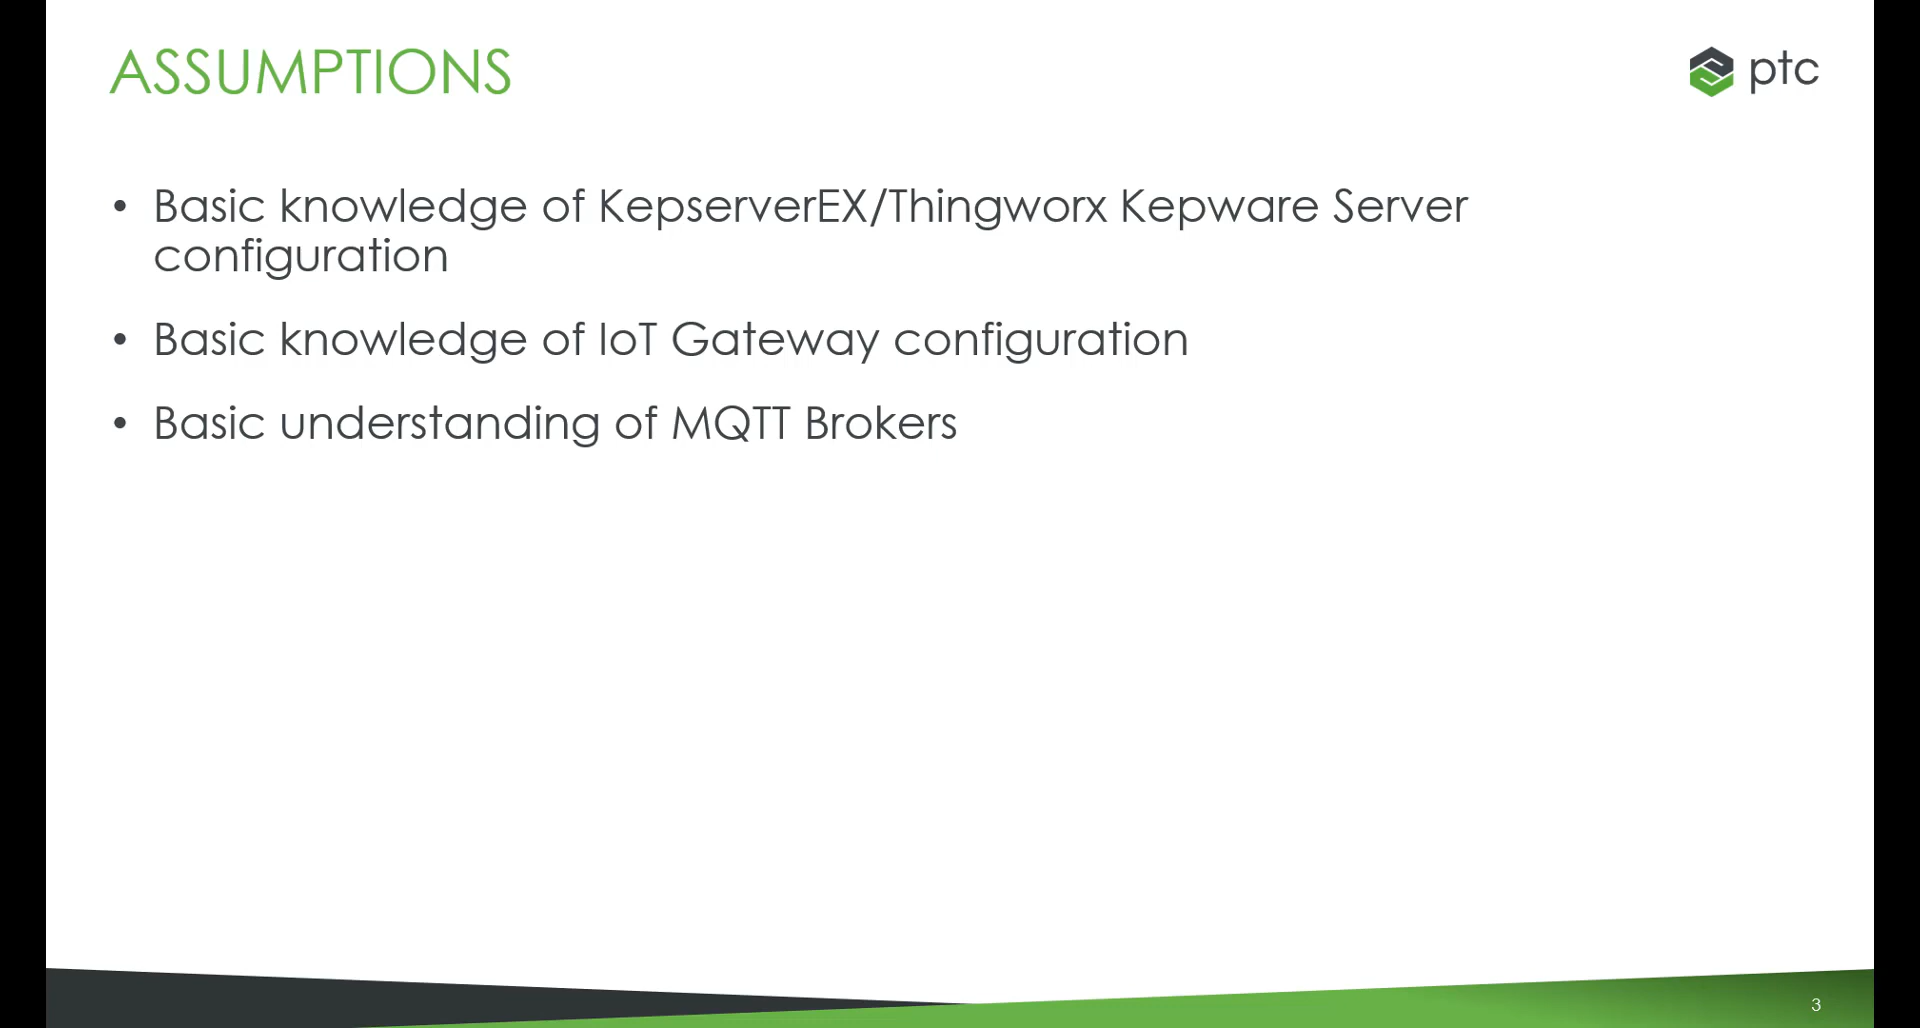 ASSUMPTIONS
ptc
• Basic knowledge of KepserverEX/Thingworx Kepware Server
configuration
• Basic knowledge of IoT Gateway configuration
• Basic understanding of MQTT Brokers
3